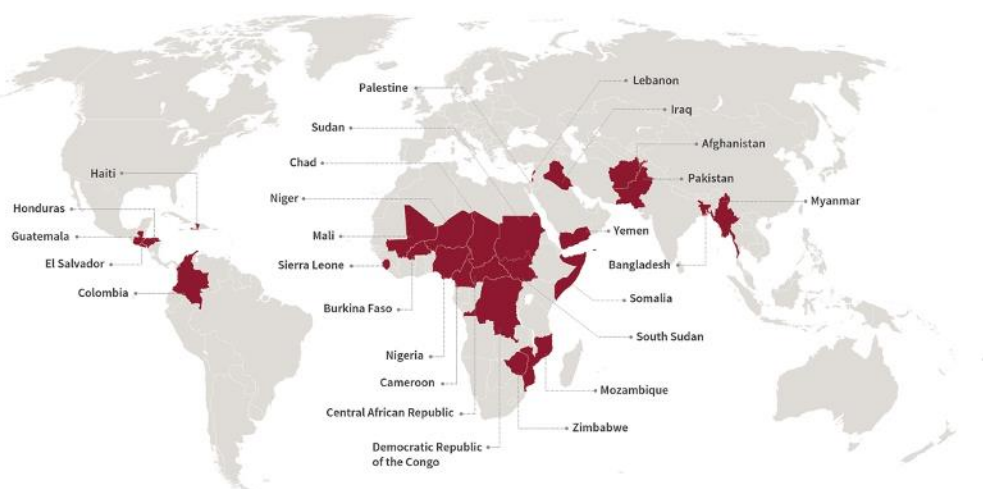 Palestine
Lebanon
Iraq
Sudan
Afghanistan
Chad
Haiti
Pakistan
Niger
Myanmar
Honduras
Guatemala
Mali
Yemen
El Salvador
Sierra Leone
Bangladesh
Colombia
Somalia
Burkina Faso
South Sudan
Nigeria
Cameroon
Mozambique
Central African Republic
Zimbabwe
Democratic Republic
of the Congo